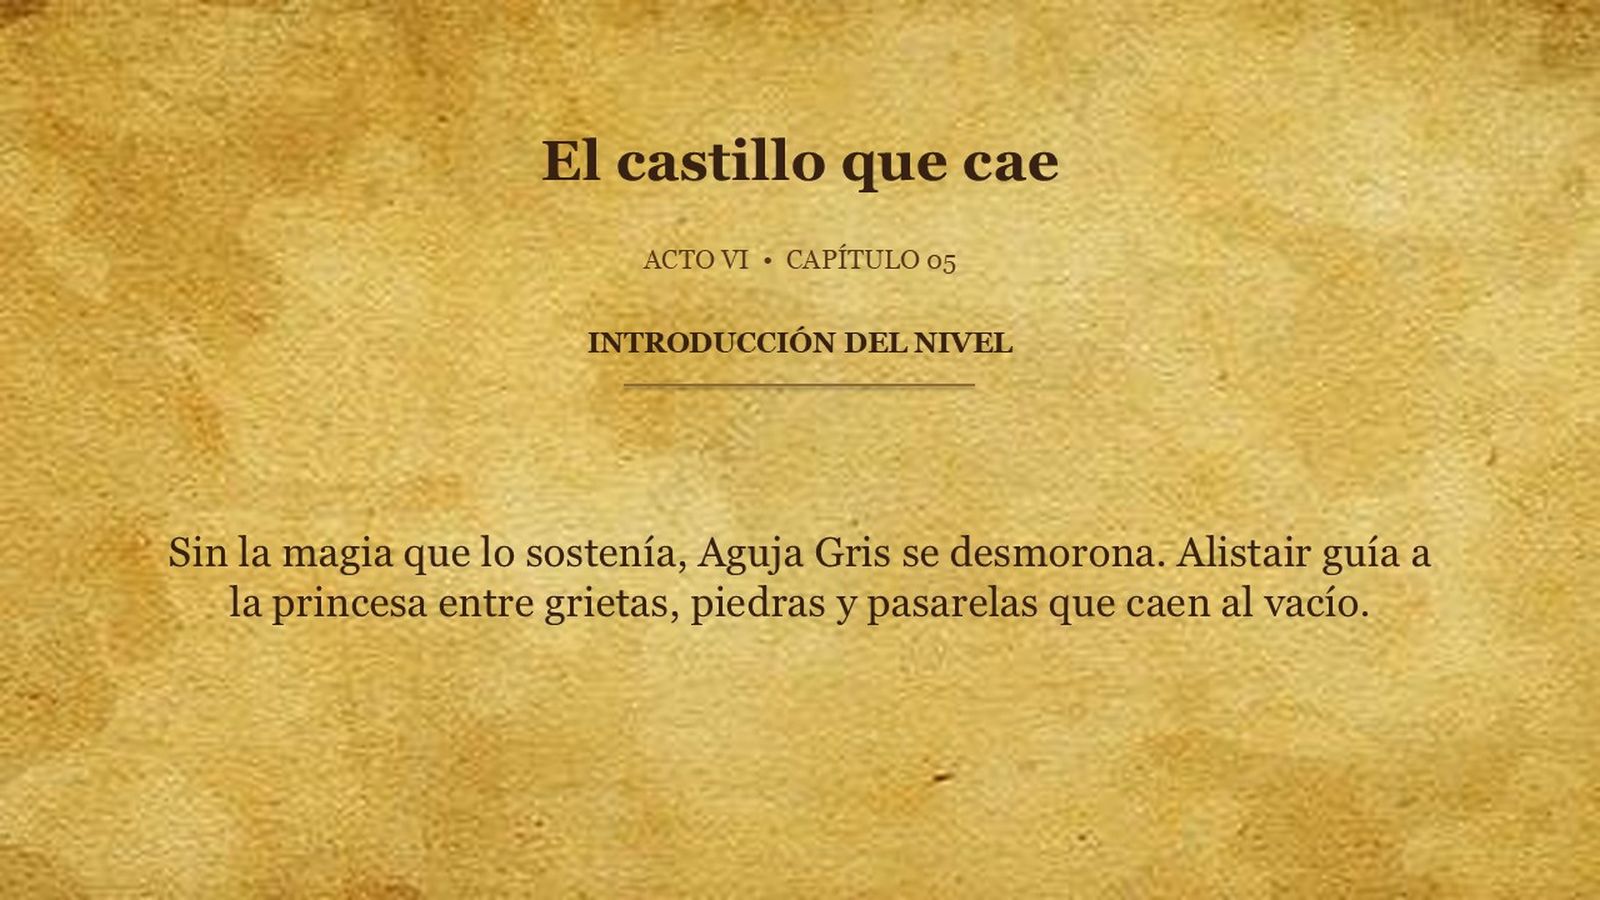 El castillo que cae
ACTO VI • CAPÍTULO 05
INTRODUCCIÓN DEL NIVEL
Sin la magia que lo sostenía, Aguja Gris se desmorona. Alistair guía a
la princesa entre grietas, piedras y pasarelas que caen al vacío.